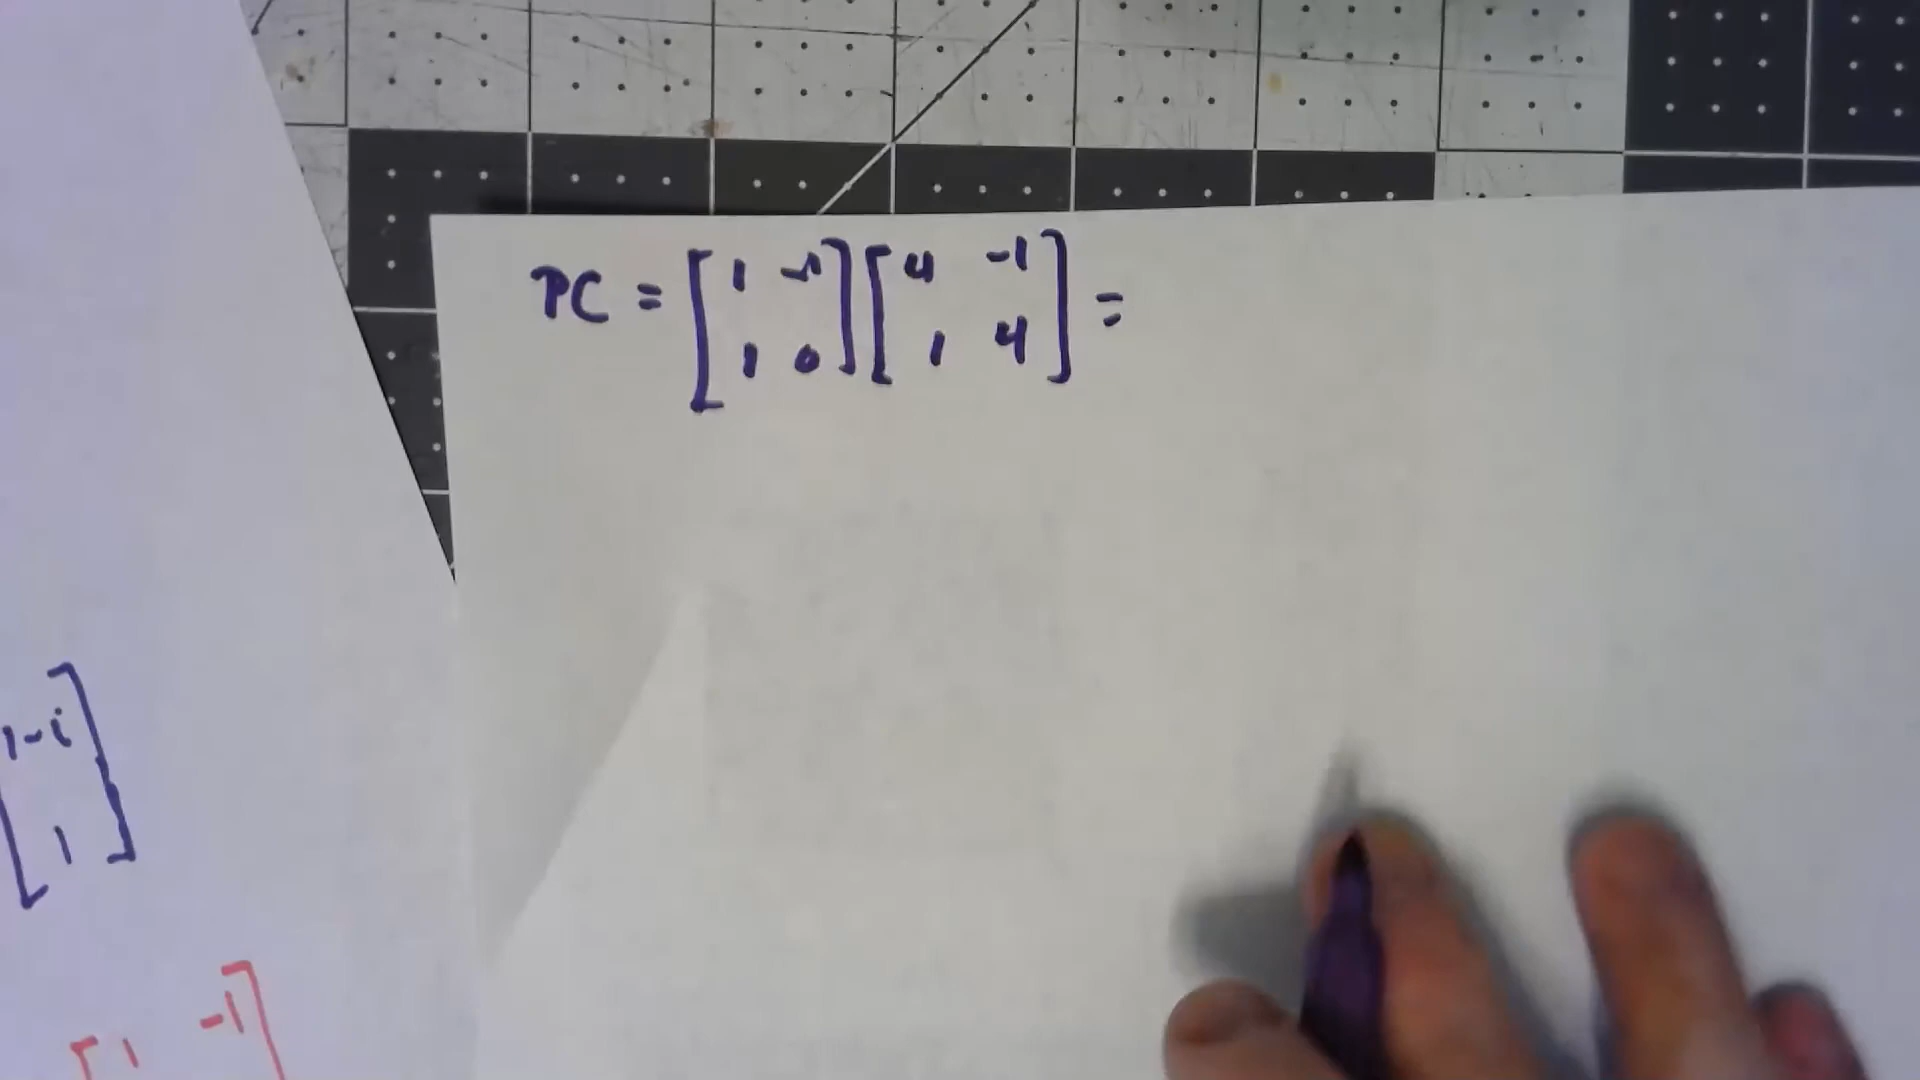 PC = [1 -1
1 0] [4 -1
1 4] =
1-i
1
1 -1